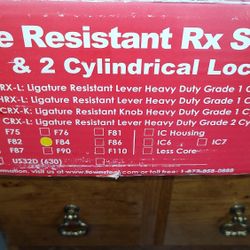 e Resistant Rx S
& 2 Cylindrical Loc
CRX-L: Ligature Resistant Lever Heavy Duty Grade 1 C
HRX-L: Ligature Resistant Lever Heavy Duty Grade 1 C
CRX-K: Ligature Resistant Knob Heavy Duty Grade 1 C
QRX-L: Ligature Resistant Lever Heavy Duty Grade 2 Cy
F75 F76 F81 IC Housing
F82 F84 F86 IC6 IC7
F87 F90 F110 Less Core
US32D (630)